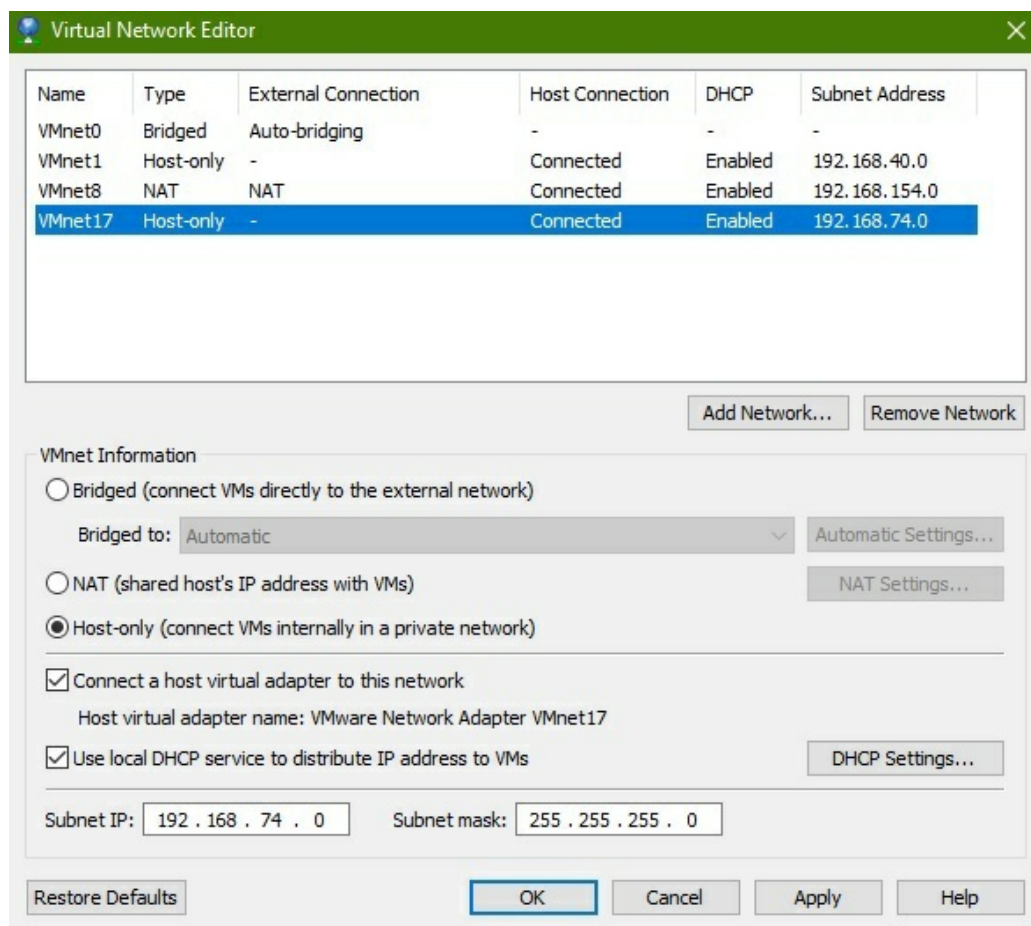 Virtual Network Editor
Name Type External Connection Host Connection DHCP Subnet Address
VMnet0 Bridged Auto-bridging - - -
VMnet1 Host-only - Connected Enabled 192.168.40.0
VMnet8 NAT NAT Connected Enabled 192.168.154.0
VMnet17 Host-only - Connected Enabled 192.168.74.0
Add Network... Remove Network
VMnet Information
Bridged (connect VMs directly to the external network)
Bridged to: Automatic Automatic Settings...
NAT (shared host's IP address with VMs) NAT Settings...
Host-only (connect VMs internally in a private network)
Connect a host virtual adapter to this network
Host virtual adapter name: VMware Network Adapter VMnet17
Use local DHCP service to distribute IP address to VMs DHCP Settings...
Subnet IP: 192 . 168 . 74 . 0 Subnet mask: 255 . 255 . 255 . 0
Restore Defaults OK Cancel Apply Help